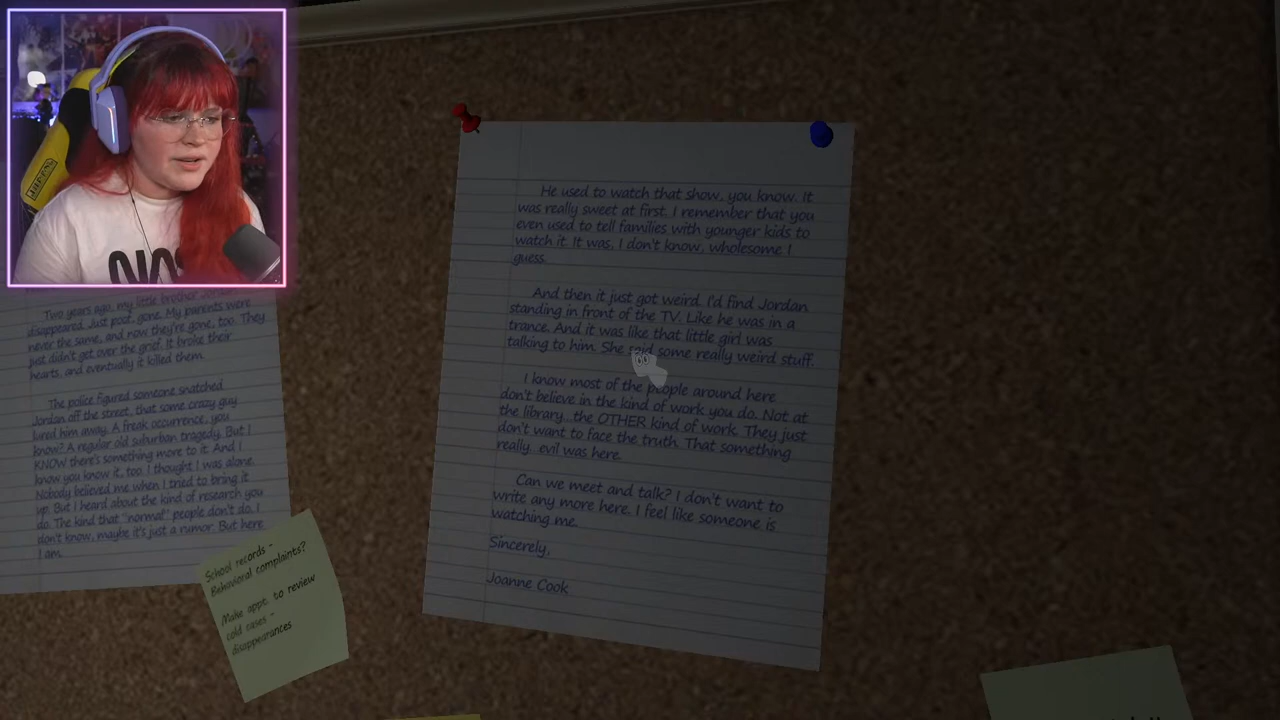 Two years ago, my little brother
disappeared. Just poof, gone. My parents were
never the same, and now they're gone, too. They
just didn't get over the grief. It broke their
hearts, and eventually it killed them.
The police figured someone snatched
Jordan off the street, that some crazy guy
lured him away. A freak occurrence, you
know? A regular old suburban tragedy. But I
KNOW there's something more to it. And I
know you know it, too. I thought I was alone.
Nobody believed me when I tried to bring it
up. But I heard about the kind of research you
do. The kind that "normal" people don't do. I
don't know, maybe it's just a rumor. But here
I am.
School records -
Behavioral complaints?
Make appt. to review
cold cases -
disappearances
He used to watch that show, you know. It
was really sweet at first. I remember that you
even used to tell families with younger kids to
watch it. It was, I don't know, wholesome I
guess.
And then it just got weird. I'd find Jordan
standing in front of the TV. Like he was in a
trance. And it was like that little girl was
talking to him. She said some really weird stuff.
I know most of the people around here
don't believe in the kind of work you do. Not at
the library...the OTHER kind of work. They just
don't want to face the truth. That something
really...evil was here.
Can we meet and talk? I don't want to
write any more here. I feel like someone is
watching me.
Sincerely,
Joanne Cook